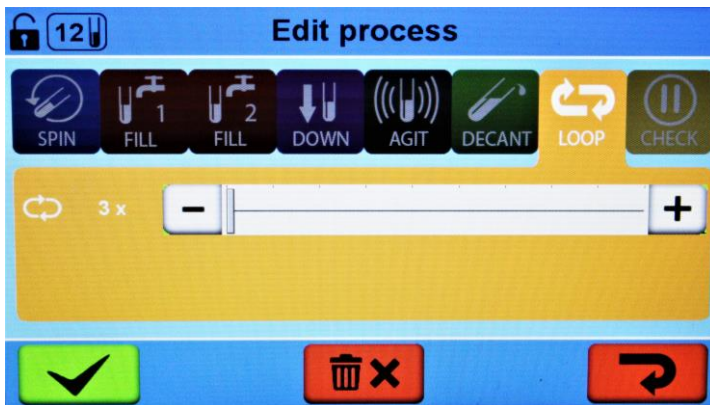 12 Edit process
SPIN
1
FILL
2
FILL
DOWN
AGIT
DECANT
LOOP
CHECK
3 x
− +